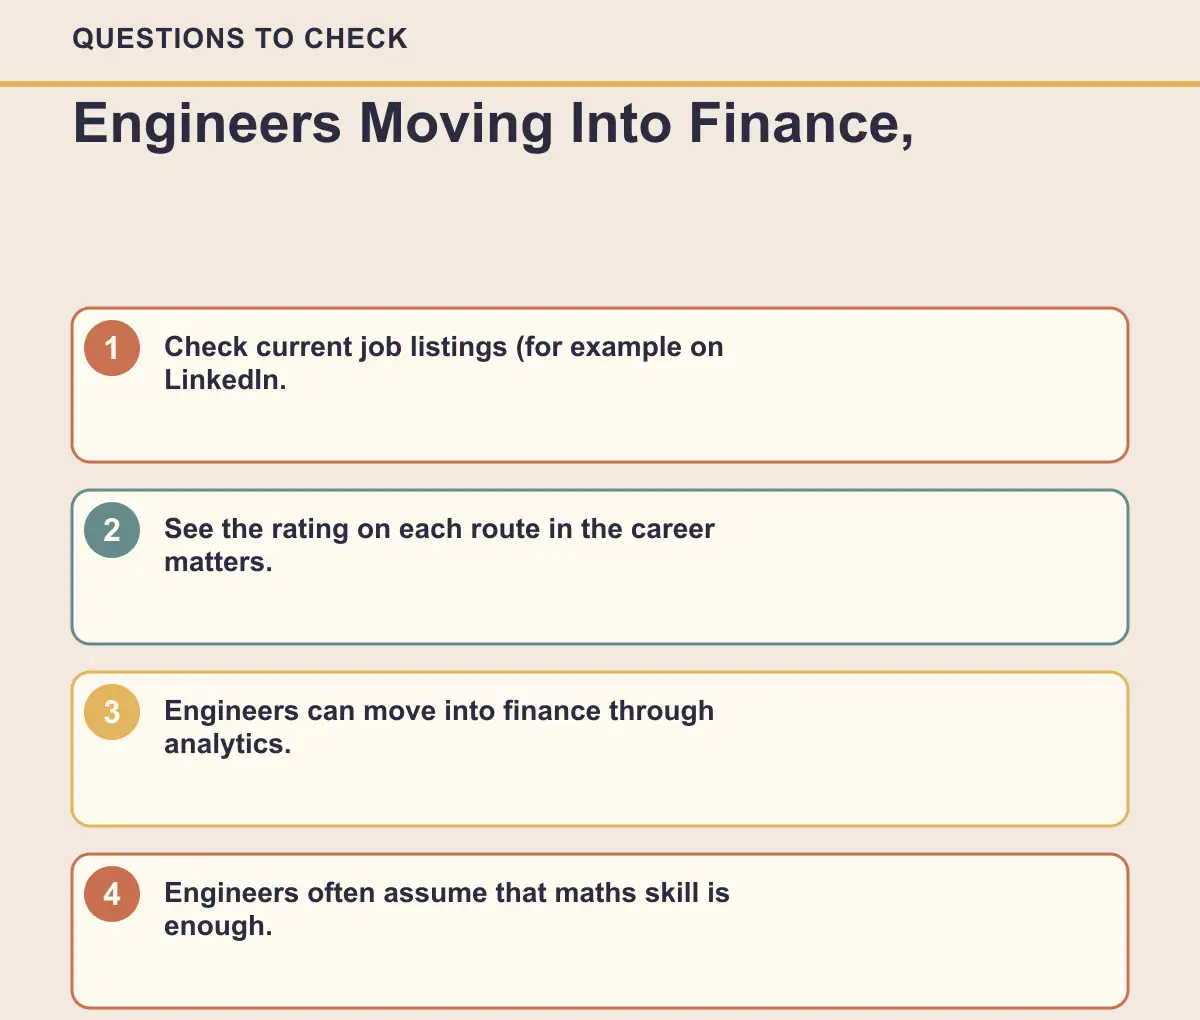 QUESTIONS TO CHECK
Engineers Moving Into Finance,
1
Check current job listings (for example on
LinkedIn.
2
See the rating on each route in the career
matters.
3
Engineers can move into finance through
analytics.
4
Engineers often assume that maths skill is
enough.